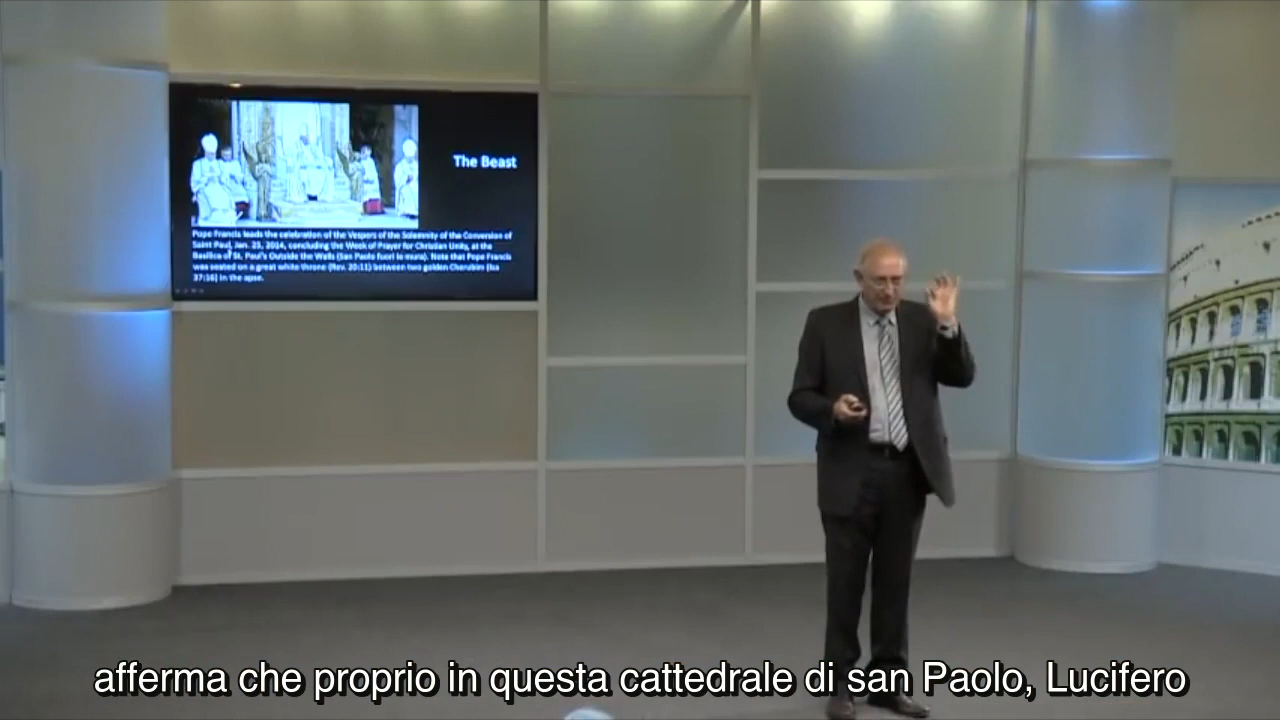 The Beast
Pope Francis leads the celebration of the Vespers of the Solemnity of the Conversion of
Saint Paul, Jan. 25, 2014, concluding the Week of Prayer for Christian Unity, at the
Basilica of St. Paul's Outside the Walls (San Paolo fuori le mura). Note that Pope Francis
was seated on a great white throne (Rev. 20:11) between two golden Cherubim (Isa
37:16) in the apse.
afferma che proprio in questa cattedrale di san Paolo, Lucifero